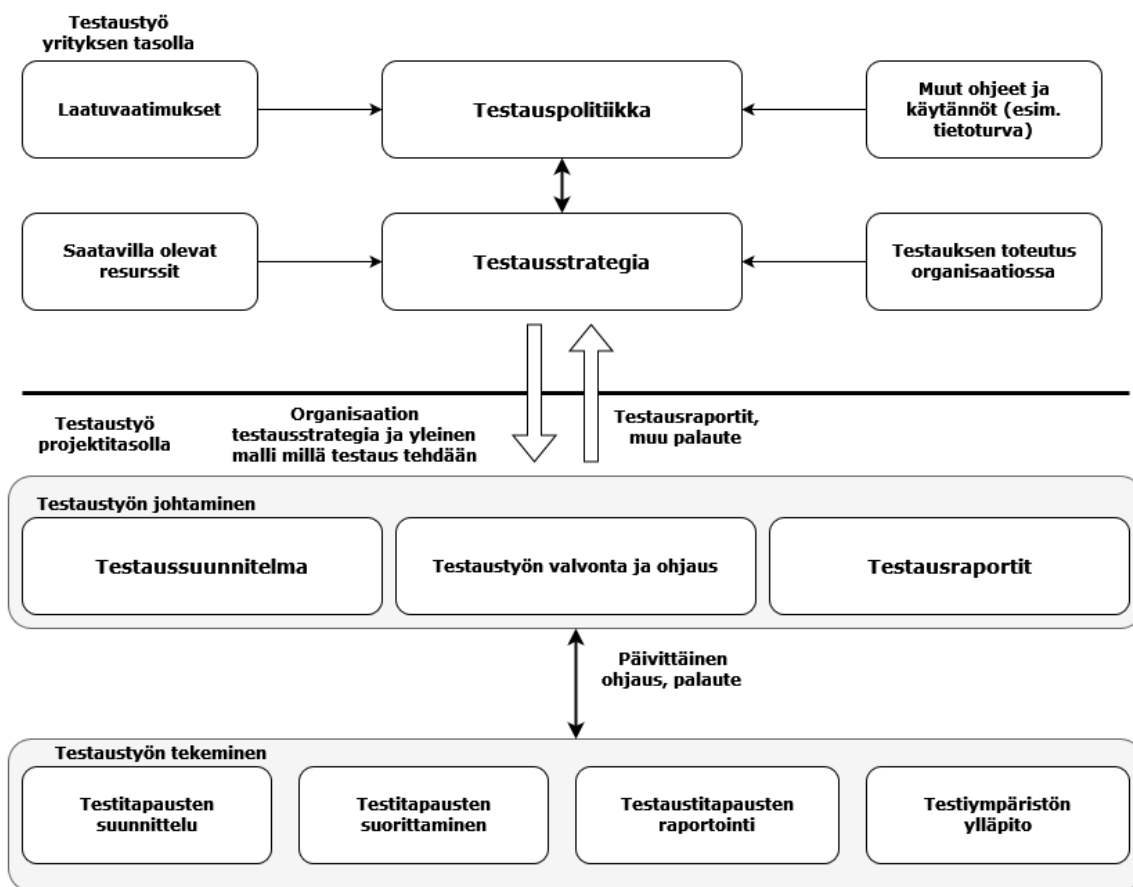 Testaustyö
yrityksen tasolla
Laatuvaatimukset
Testauspolitiikka
Muut ohjeet ja
käytännöt (esim.
tietoturva)
Saatavilla olevat
resurssit
Testausstrategia
Testauksen toteutus
organisaatiossa
Testaustyö
projektitasolla
Organisaation
testausstrategia ja yleinen
malli millä testaus tehdään
Testausraportit,
muu palaute
Testaustyön johtaminen
Testaussuunnitelma
Testaustyön valvonta ja ohjaus
Testausraportit
Päivittäinen
ohjaus, palaute
Testaustyön tekeminen
Testitapausten
suunnittelu
Testitapausten
suorittaminen
Testaustitapausten
raportointi
Testiympäristön
ylläpito